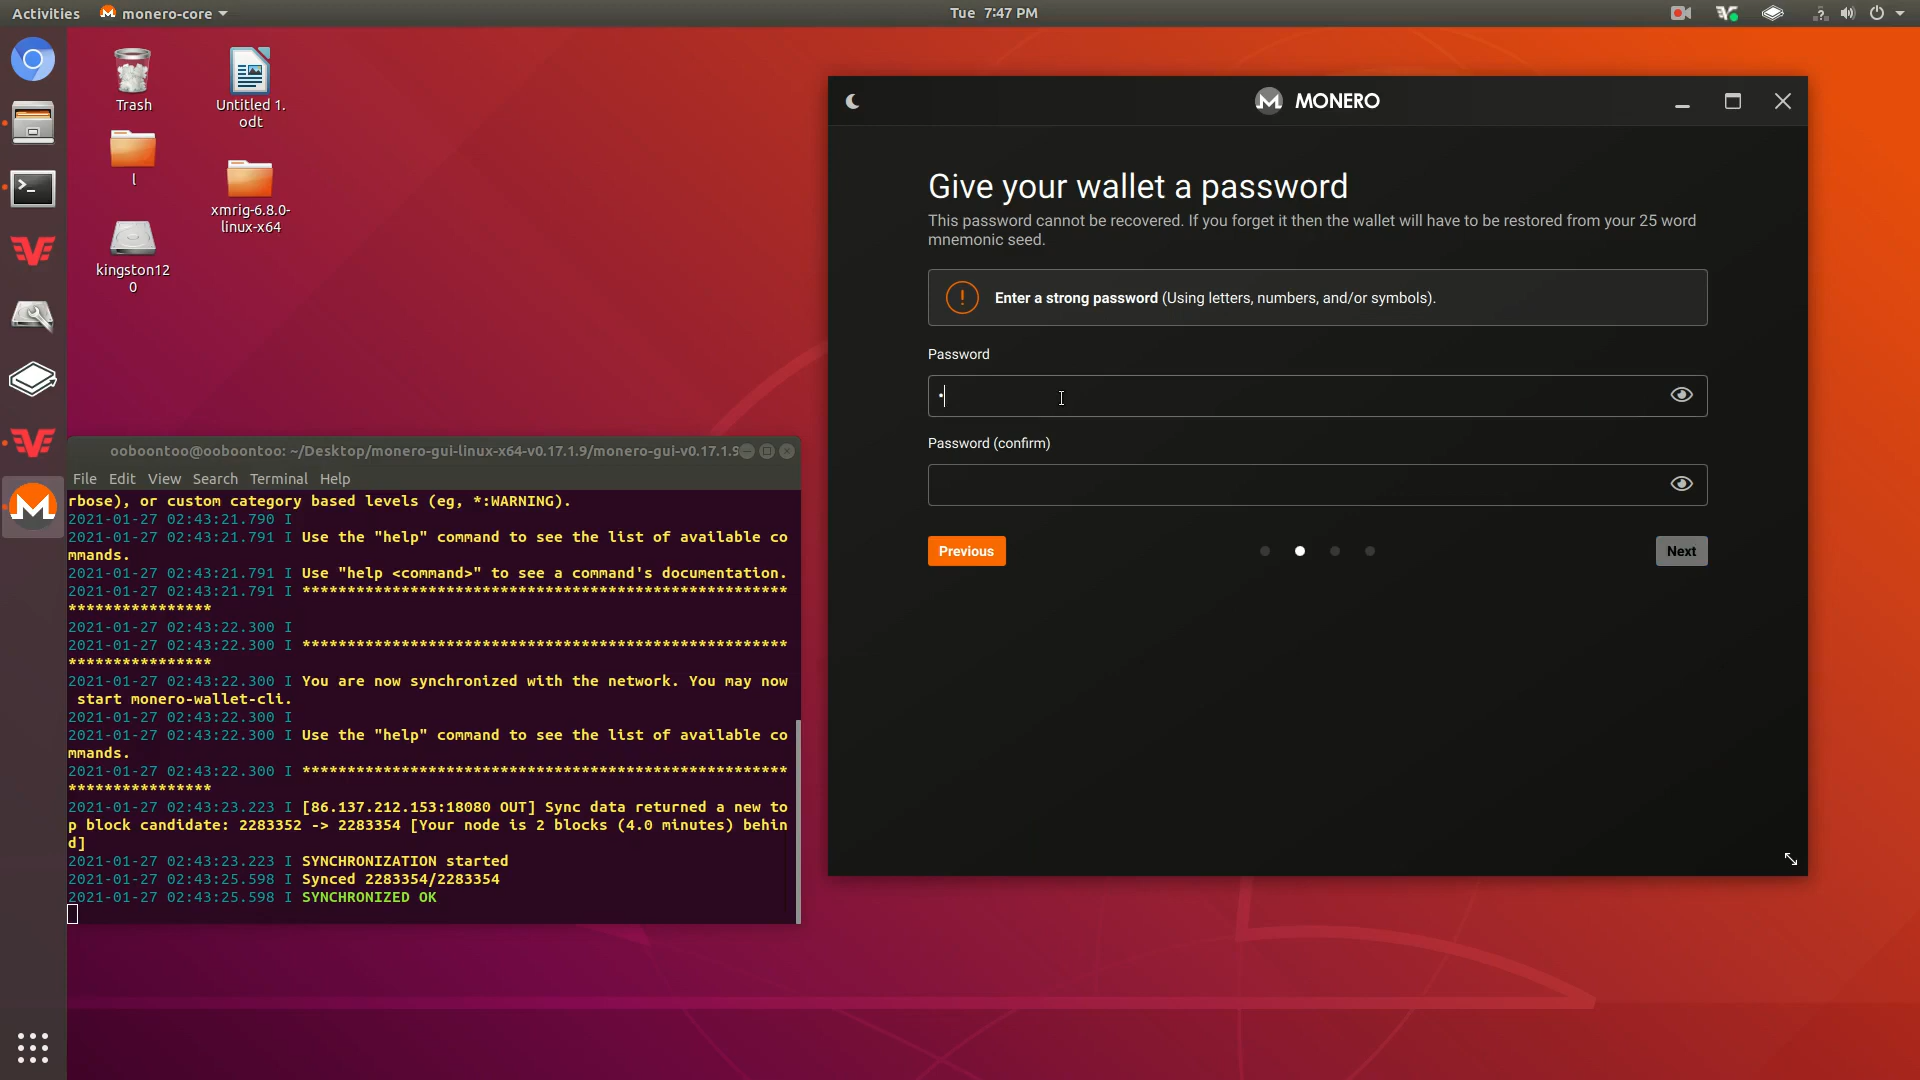 Activities monero-core Tue 7:47 PM
Trash
Untitled 1.
odt
l
xmrig-6.8.0-
linux-x64
kingston12
0
ooboontoo@ooboontoo: ~/Desktop/monero-gui-linux-x64-v0.17.1.9/monero-gui-v0.17.1.9
File Edit View Search Terminal Help
rbose), or custom category based levels (eg, *:WARNING).
2021-01-27 02:43:21.790 I
2021-01-27 02:43:21.791 I Use the "help" command to see the list of available co
mmands.
2021-01-27 02:43:21.791 I Use "help <command>" to see a command's documentation.
2021-01-27 02:43:21.791 I ******************************************************
****************
2021-01-27 02:43:22.300 I
2021-01-27 02:43:22.300 I ******************************************************
****************
2021-01-27 02:43:22.300 I You are now synchronized with the network. You may now
 start monero-wallet-cli.
2021-01-27 02:43:22.300 I
2021-01-27 02:43:22.300 I Use the "help" command to see the list of available co
mmands.
2021-01-27 02:43:22.300 I ******************************************************
****************
2021-01-27 02:43:23.223 I [86.137.212.153:18080 OUT] Sync data returned a new to
p block candidate: 2283352 -> 2283354 [Your node is 2 blocks (4.0 minutes) behin
d]
2021-01-27 02:43:23.223 I SYNCHRONIZATION started
2021-01-27 02:43:25.598 I Synced 2283354/2283354
2021-01-27 02:43:25.598 I SYNCHRONIZED OK
MONERO
Give your wallet a password
This password cannot be recovered. If you forget it then the wallet will have to be restored from your 25 word
mnemonic seed.
Enter a strong password (Using letters, numbers, and/or symbols).
Password
Password (confirm)
Previous
Next